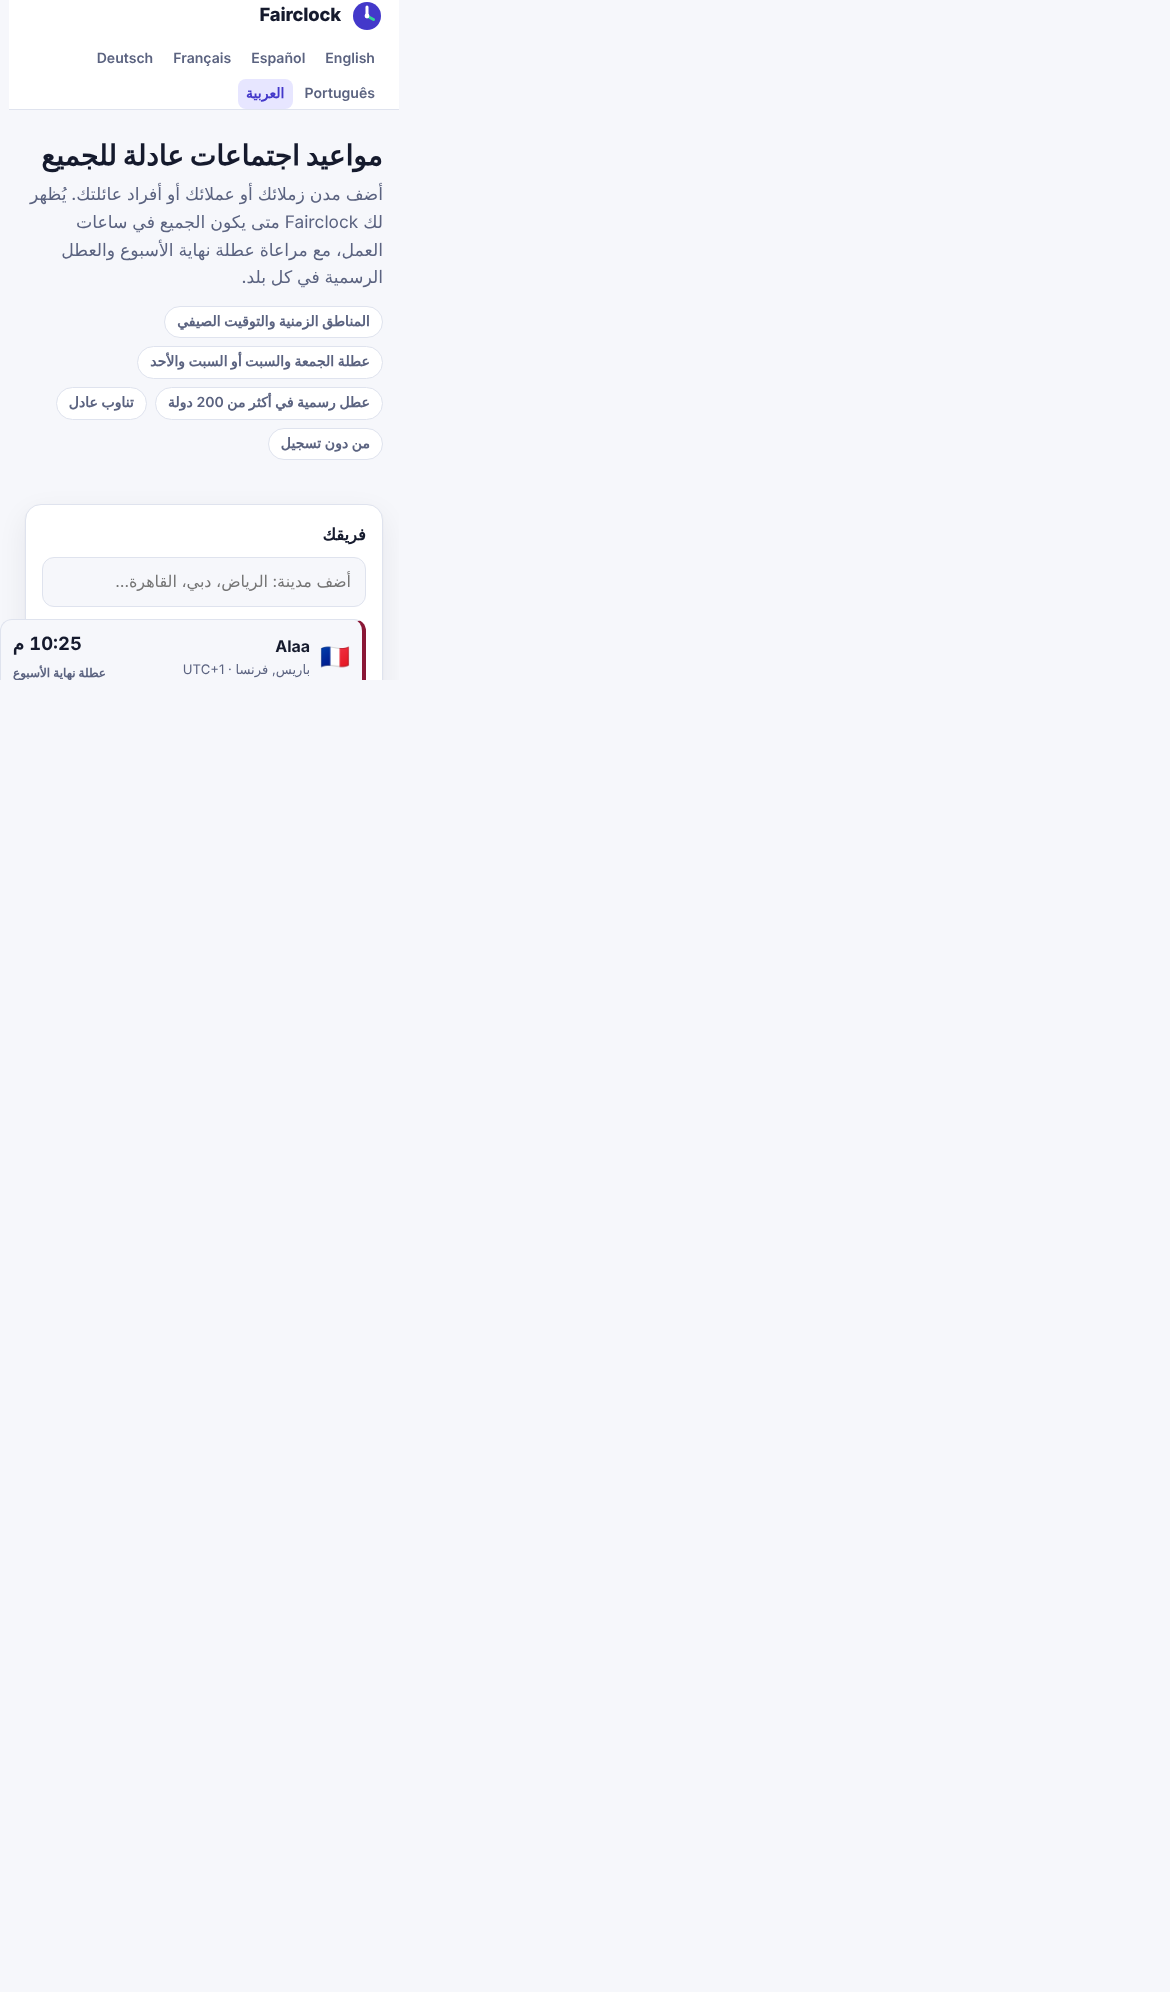 Fairclock
English Español Français Deutsch
Português العربية
مواعيد اجتماعات عادلة للجميع
أضف مدن زملائك أو عملائك أو أفراد عائلتك. يُظهر
لك Fairclock متى يكون الجميع في ساعات
العمل، مع مراعاة عطلة نهاية الأسبوع والعطل
الرسمية في كل بلد.
المناطق الزمنية والتوقيت الصيفي
عطلة الجمعة والسبت أو السبت والأحد
عطل رسمية في أكثر من 200 دولة تناوب عادل
من دون تسجيل
فريقك
أضف مدينة: الرياض، دبي، القاهرة...
Alaa 10:25 م
باريس, فرنسا · UTC+1 عطلة نهاية الأسبوع